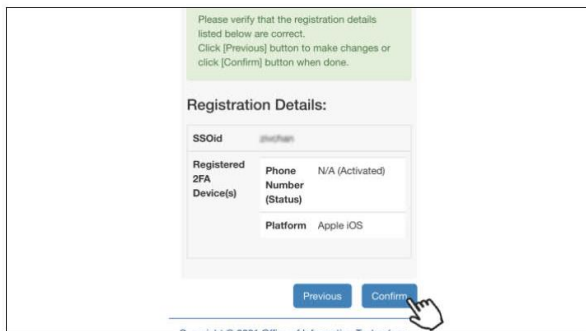 Please verify that the registration details
listed below are correct.
Click [Previous] button to make changes or
click [Confirm] button when done.
Registration Details:
SSOid
Registered
2FA
Device(s)
Phone
Number
(Status)
N/A (Activated)
Platform Apple iOS
Previous Confirm